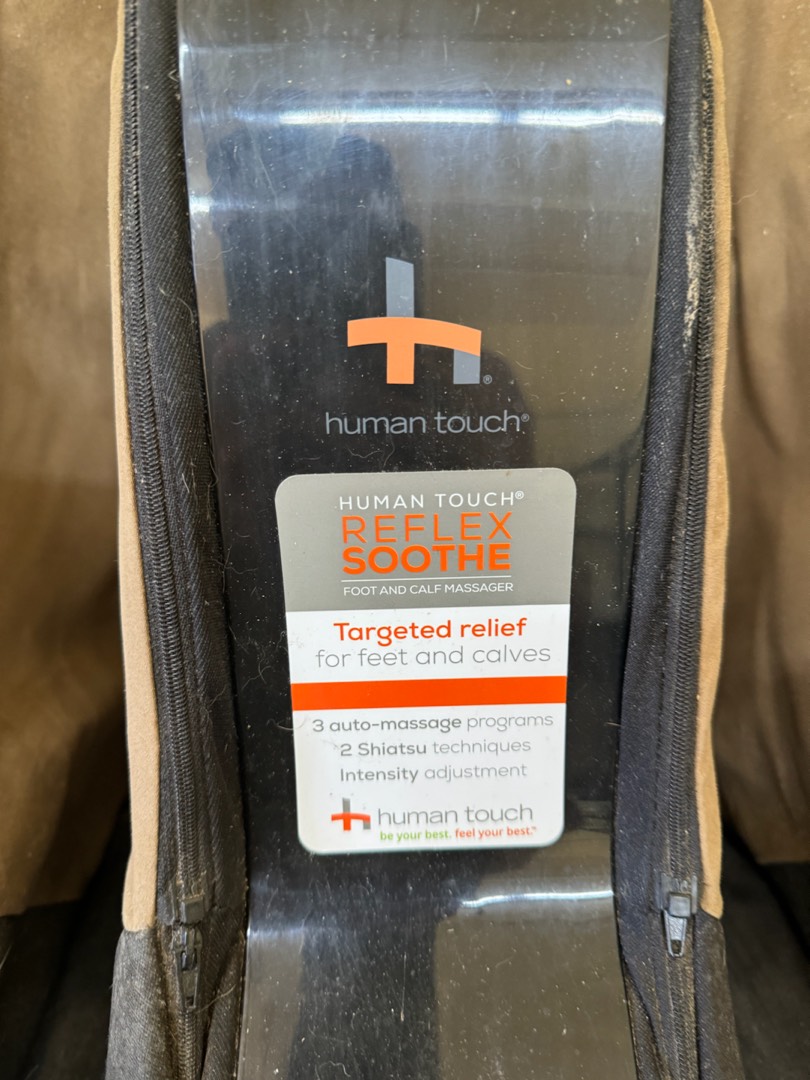 human touch®
HUMAN TOUCH®
REFLEX
SOOTHE
FOOT AND CALF MASSAGER
Targeted relief
for feet and calves
3 auto-massage programs
2 Shiatsu techniques
Intensity adjustment
human touch
be your best. feel your best.™